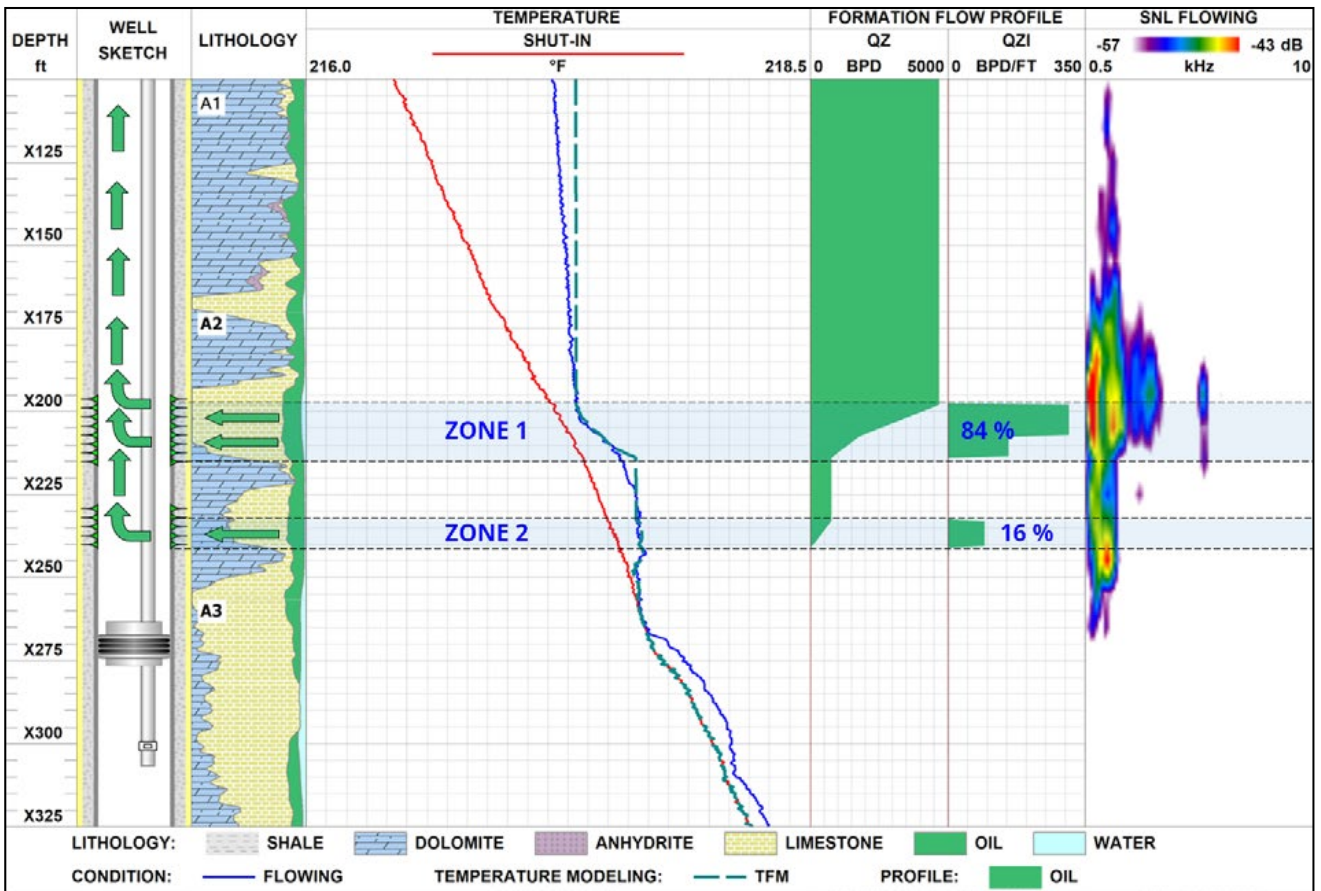 TEMPERATURE FORMATION FLOW PROFILE SNL FLOWING
DEPTH ft WELL SKETCH LITHOLOGY SHUT-IN QZ QZI -57 -43 dB
216.0 °F 218.5 0 BPD 5000 0 BPD/FT 350 0.5 kHz 10
A1
X125
X150
X175
A2
X200
ZONE 1 84 %
X225
ZONE 2 16 %
X250
A3
X275
X300
X325
LITHOLOGY: SHALE DOLOMITE ANHYDRITE LIMESTONE OIL WATER
CONDITION: FLOWING TEMPERATURE MODELING: TFM PROFILE: OIL